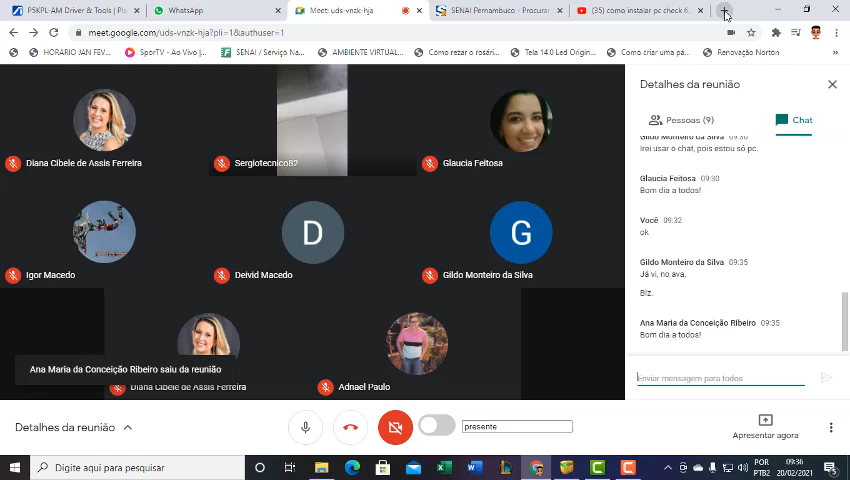 P5KPL-AM Driver & Tools | Pla
WhatsApp
Meet: uds-vnzk-hja
SENAI Pernambuco - Procurar
(35) como instalar pc check 6.
meet.google.com/uds-vnzk-hja?pli=1&authuser=1
HORÁRIO JAN FEV...
SporTV - Ao Vivo |...
SENAI / Serviço Na...
AMBIENTE VIRTUAL...
Como rezar o rosári...
Tela 14.0 Led Origin...
Como criar uma pá...
Renovação Norton
»
Detalhes da reunião
Pessoas (9)
Chat
Diana Cibele de Assis Ferreira
Sergiotecnico82
Glaucia Feitosa
Igor Macedo
D
Deivid Macedo
G
Gildo Monteiro da Silva
Diana Cibele de Assis Ferreira
Adnael Paulo
Ana Maria da Conceição Ribeiro saiu da reunião
Gildo Monteiro da Silva 09:30
Irei usar o chat, pois estou só pc.
Glaucia Feitosa 09:30
Bom dia a todos!
Você 09:32
ok
Gildo Monteiro da Silva 09:35
Já vi, no ava.
Blz.
Ana Maria da Conceição Ribeiro 09:35
Bom dia a todos!
Enviar mensagem para todos
Detalhes da reunião
presente
Apresentar agora
Digite aqui para pesquisar
POR
PTB2
09:36
20/02/2021